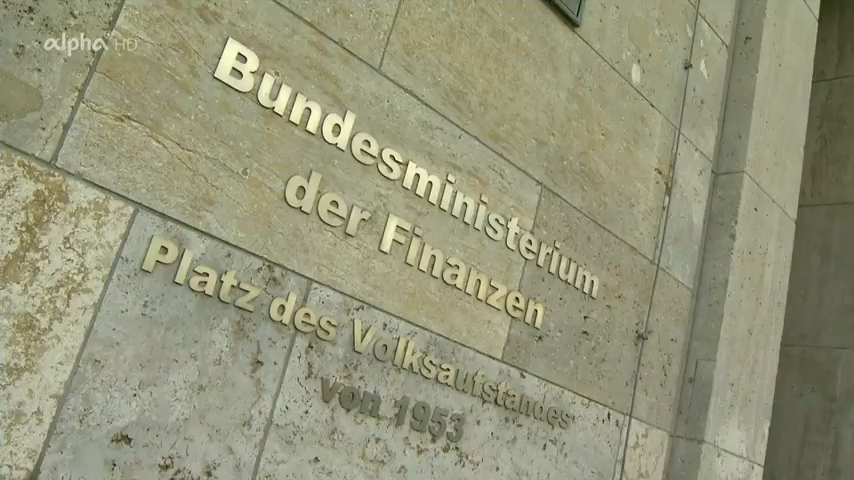 alpha HD
Bundesministerium
der Finanzen
Platz des Volksaufstandes
von 1953